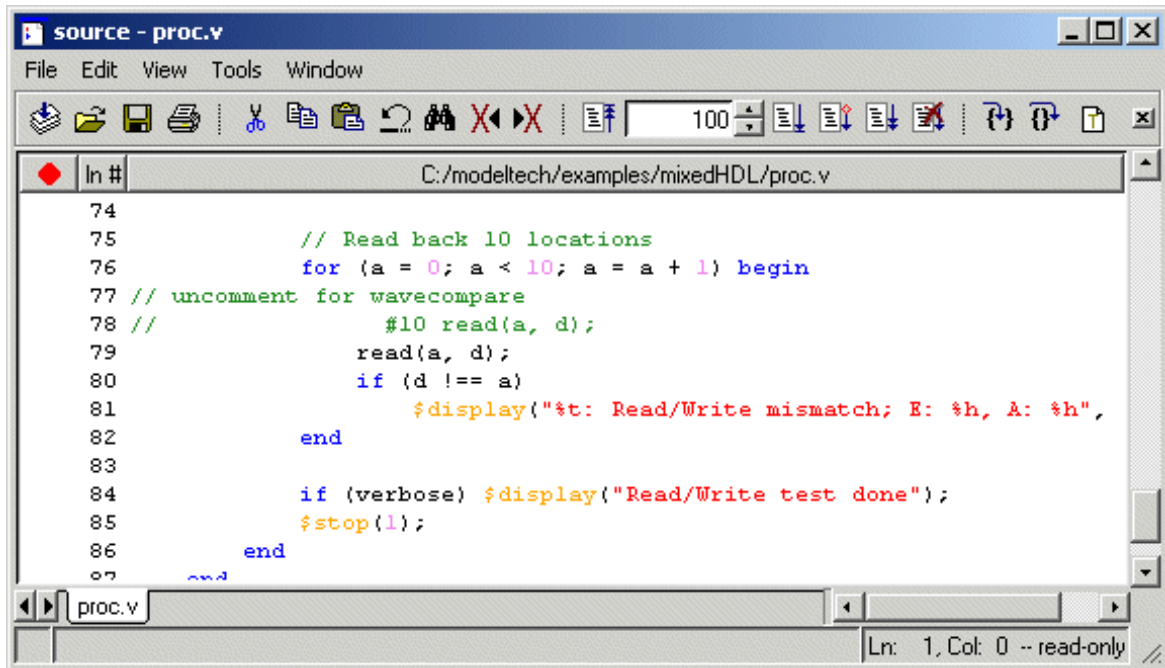 source - proc.v
File Edit View Tools Window
100
ln # C:/modeltech/examples/mixedHDL/proc.v
74
75 // Read back 10 locations
76 for (a = 0; a < 10; a = a + 1) begin
77 // uncomment for wavecompare
78 // #10 read(a, d);
79 read(a, d);
80 if (d !== a)
81 $display("%t: Read/Write mismatch; E: %h, A: %h",
82 end
83
84 if (verbose) $display("Read/Write test done");
85 $stop(1);
86 end
87 end
proc.v
Ln: 1, Col: 0 -- read-only